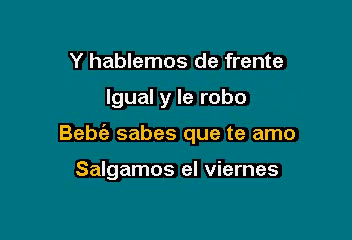 Y hablemos de frente
Igual y le robo
Bebé sabes que te amo
Salgamos el viernes